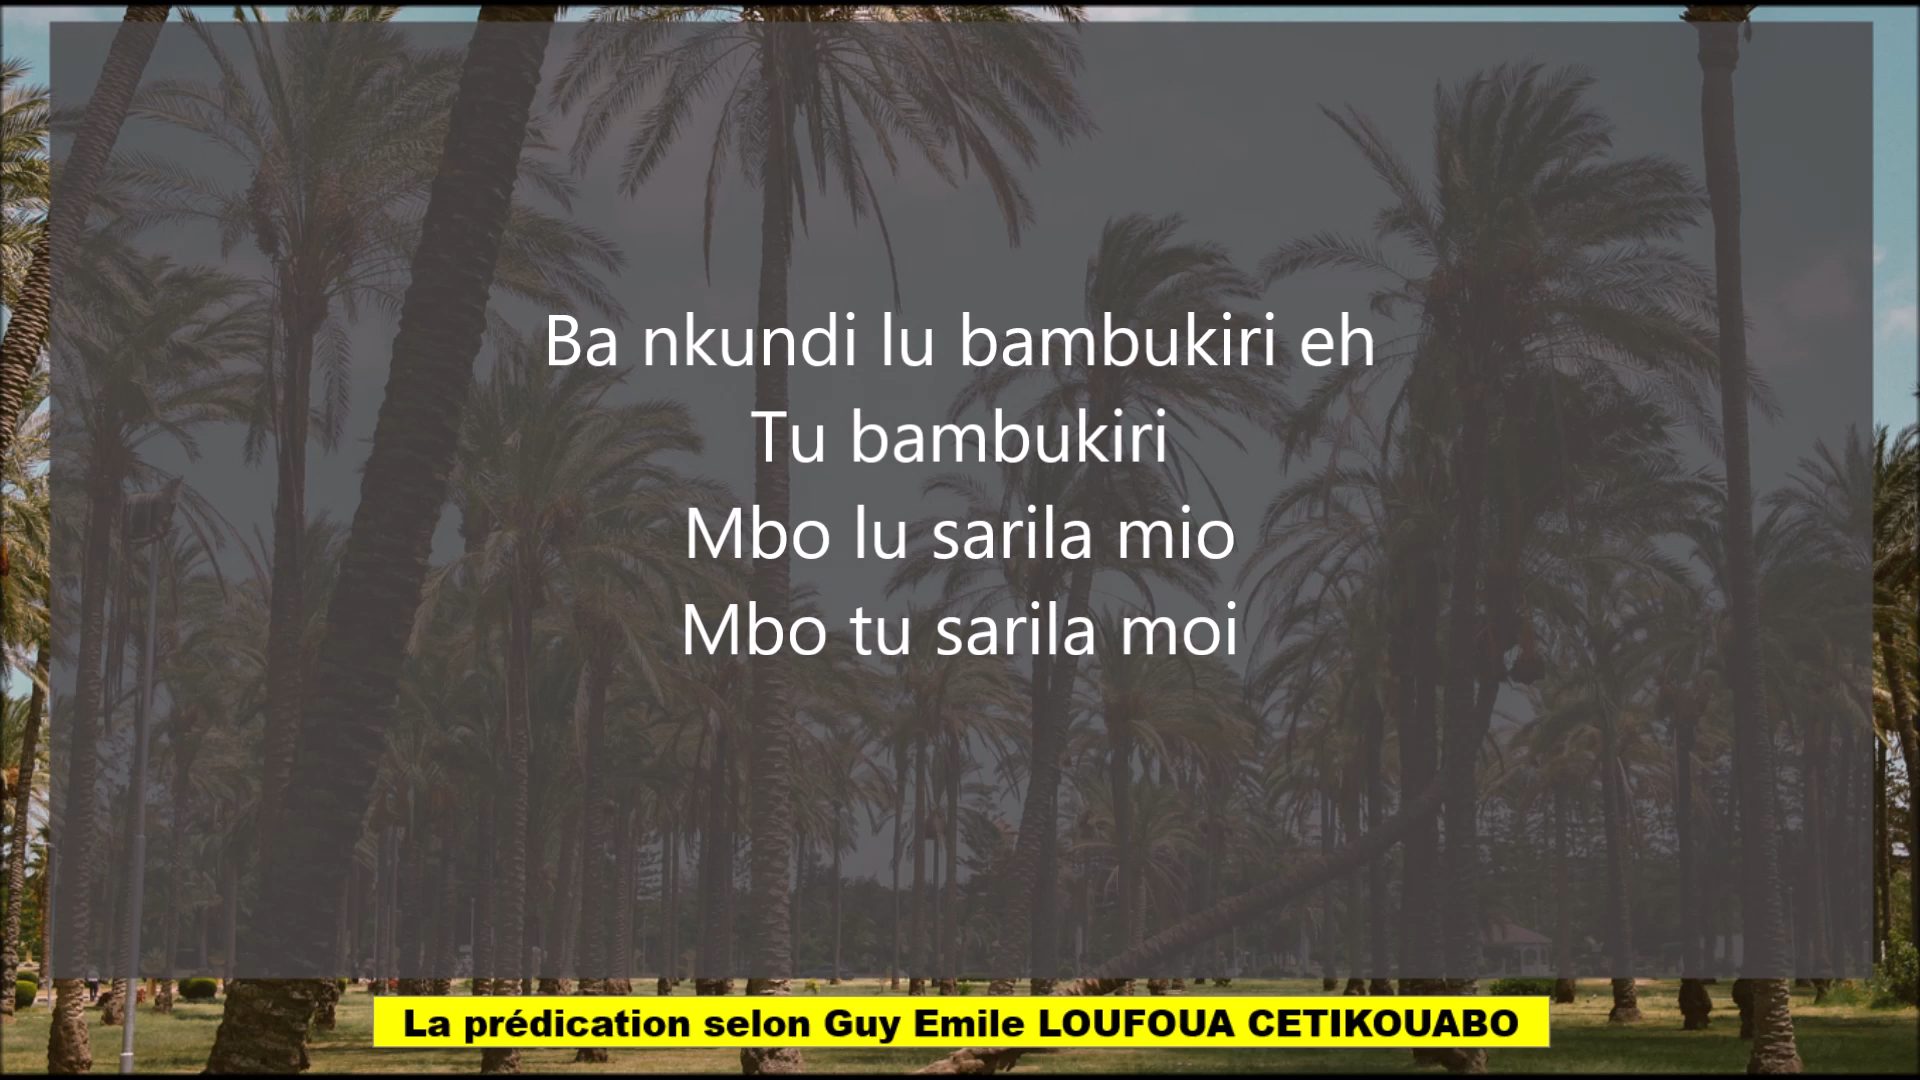 Ba nkundi lu bambukiri eh
Tu bambukiri
Mbo lu sarila mio
Mbo tu sarila moi
La prédication selon Guy Emile LOUFOUA CETIKOUABO